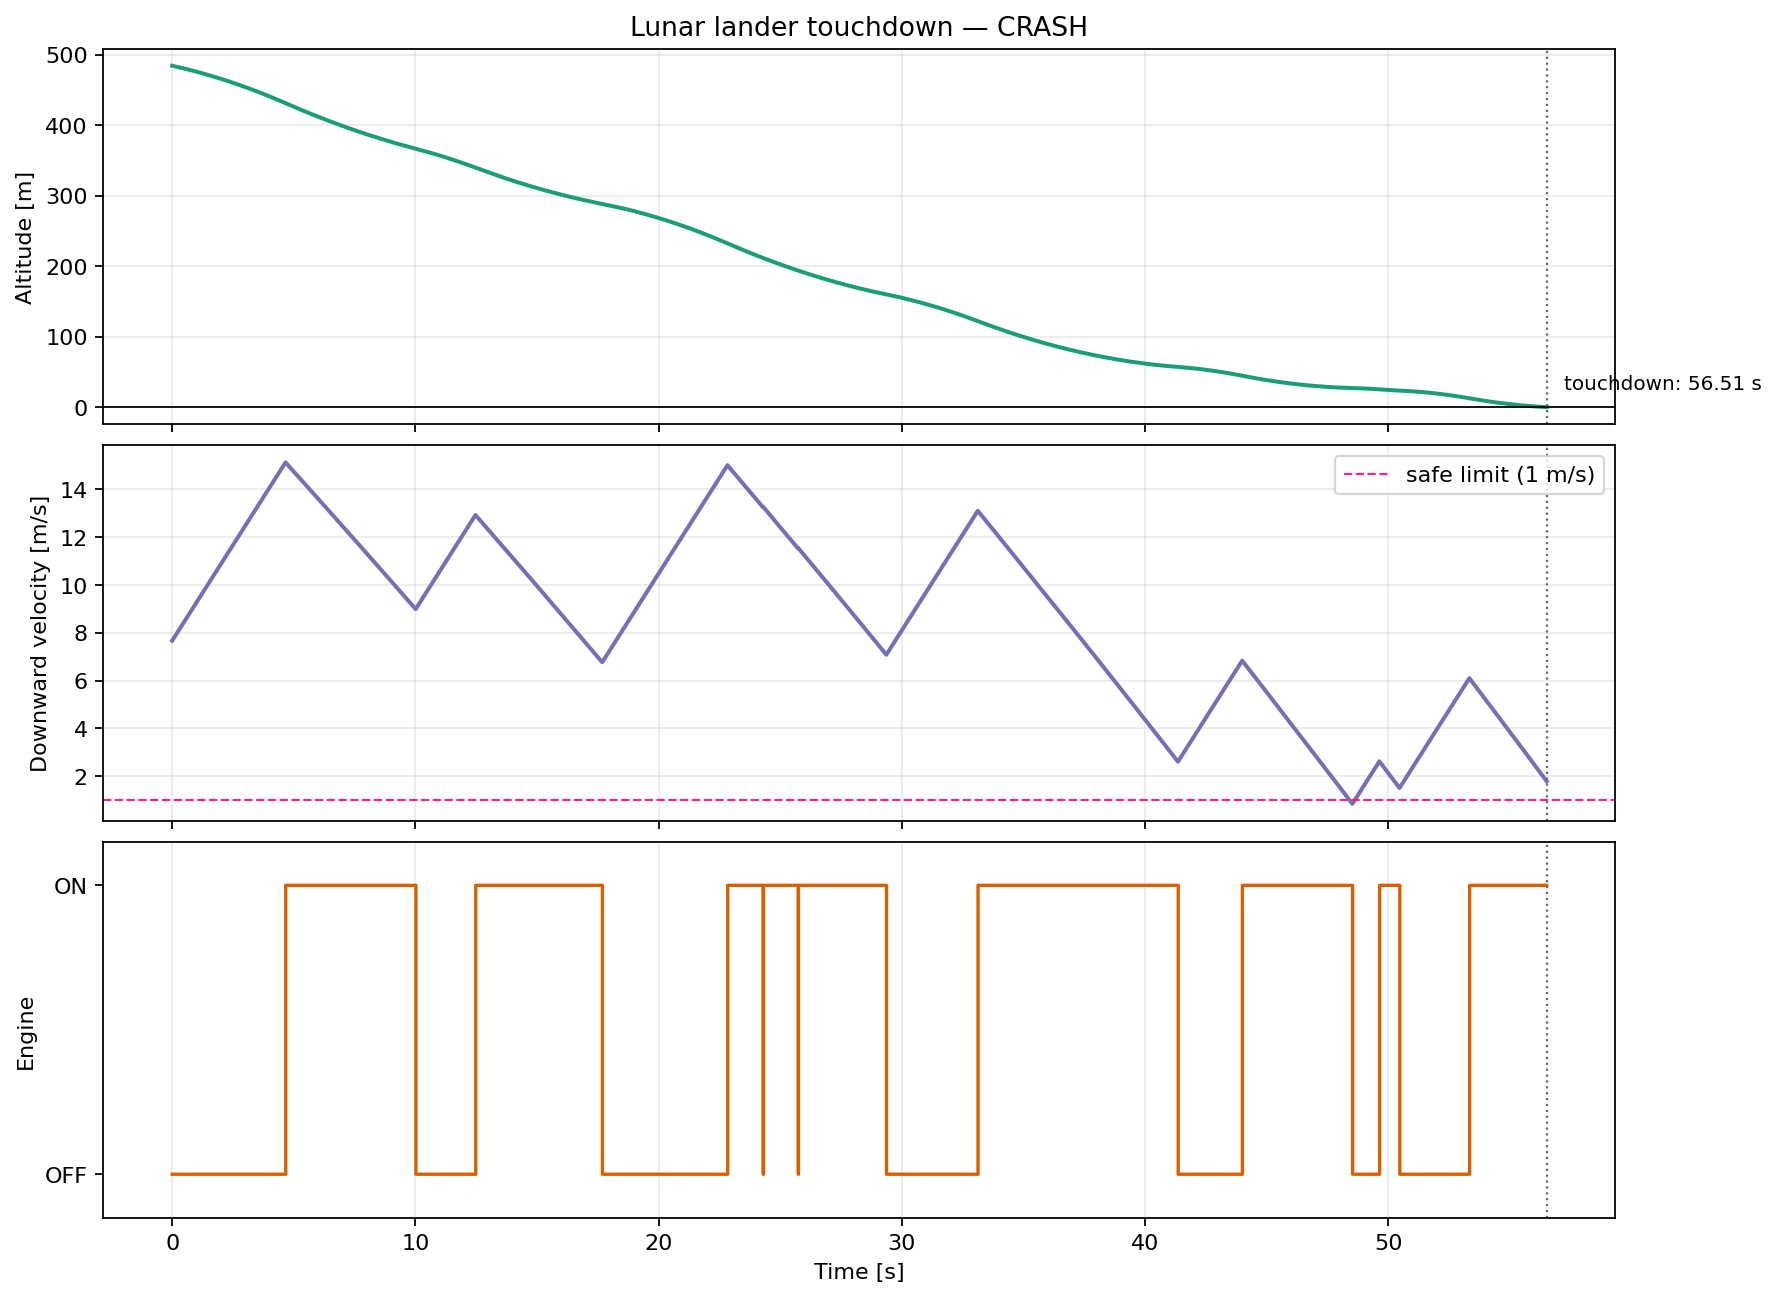 Lunar lander touchdown — CRASH
Altitude [m]
500
400
300
200
100
0
touchdown: 56.51 s
Downward velocity [m/s]
14
12
10
8
6
4
2
safe limit (1 m/s)
Engine
ON
OFF
0 10 20 30 40 50
Time [s]